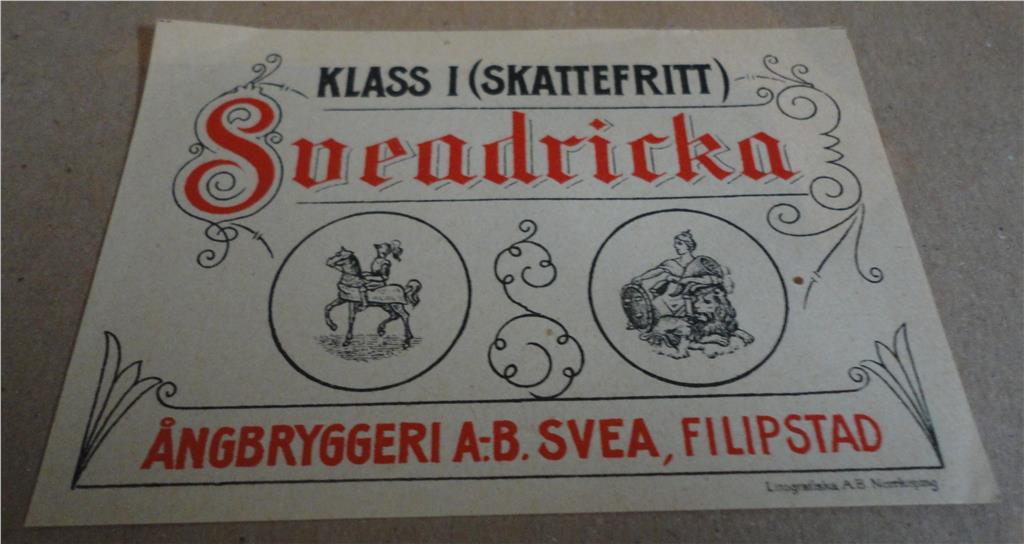 KLASS I (SKATTEFRITT)
Sveadricka
ÅNGBRYGGERI A.-B. SVEA, FILIPSTAD
Litografiska A.B. Norrköping